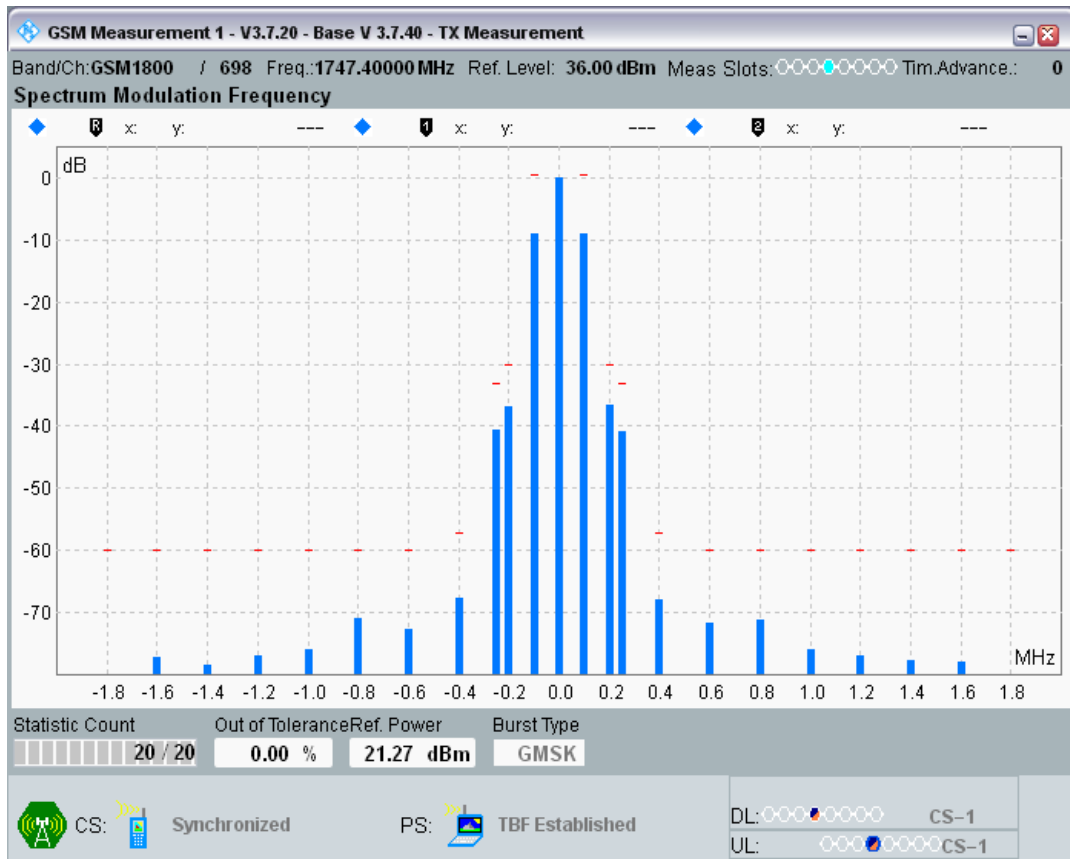 GSM Measurement 1 - V3.7.20 - Base V 3.7.40 - TX Measurement
Band/Ch:GSM1800 / 698 Freq.:1747.40000 MHz Ref. Level: 36.00 dBm Meas Slots: Tim.Advance.: 0
Spectrum Modulation Frequency
R x: y: --- 1 x: y: --- 2 x: y: ---
dB
0
-10
-20
-30
-40
-50
-60
-70
MHz
-1.8 -1.6 -1.4 -1.2 -1.0 -0.8 -0.6 -0.4 -0.2 0.0 0.2 0.4 0.6 0.8 1.0 1.2 1.4 1.6 1.8
Statistic Count Out of Tolerance Ref. Power Burst Type
20 / 20 0.00 % 21.27 dBm GMSK
CS: Synchronized PS: TBF Established
DL: CS-1
UL: CS-1